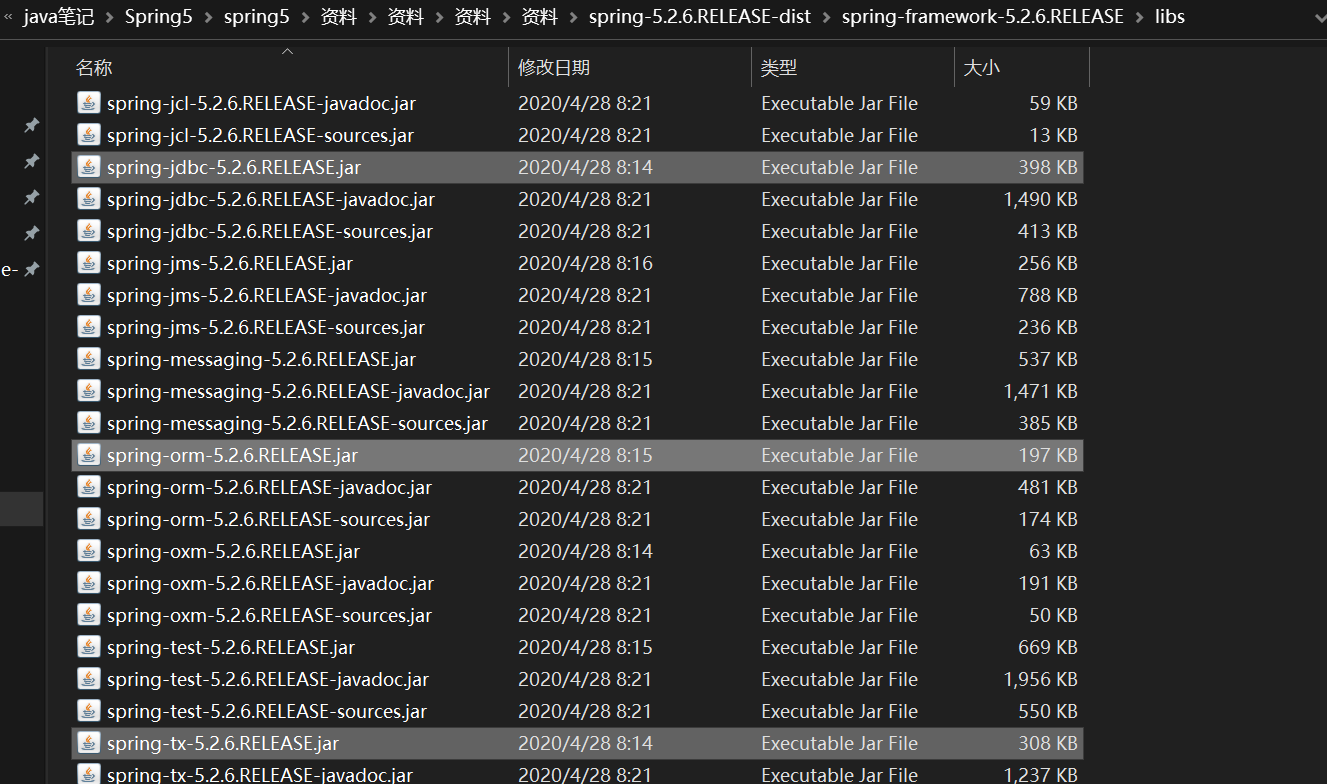 « java笔记 > Spring5 > spring5 > 资料 > 资料 > 资料 > 资料 > spring-5.2.6.RELEASE-dist > spring-framework-5.2.6.RELEASE > libs
名称 修改日期 类型 大小
spring-jcl-5.2.6.RELEASE-javadoc.jar 2020/4/28 8:21 Executable Jar File 59 KB
spring-jcl-5.2.6.RELEASE-sources.jar 2020/4/28 8:21 Executable Jar File 13 KB
spring-jdbc-5.2.6.RELEASE.jar 2020/4/28 8:14 Executable Jar File 398 KB
spring-jdbc-5.2.6.RELEASE-javadoc.jar 2020/4/28 8:21 Executable Jar File 1,490 KB
spring-jdbc-5.2.6.RELEASE-sources.jar 2020/4/28 8:21 Executable Jar File 413 KB
e- spring-jms-5.2.6.RELEASE.jar 2020/4/28 8:16 Executable Jar File 256 KB
spring-jms-5.2.6.RELEASE-javadoc.jar 2020/4/28 8:21 Executable Jar File 788 KB
spring-jms-5.2.6.RELEASE-sources.jar 2020/4/28 8:21 Executable Jar File 236 KB
spring-messaging-5.2.6.RELEASE.jar 2020/4/28 8:15 Executable Jar File 537 KB
spring-messaging-5.2.6.RELEASE-javadoc.jar 2020/4/28 8:21 Executable Jar File 1,471 KB
spring-messaging-5.2.6.RELEASE-sources.jar 2020/4/28 8:21 Executable Jar File 385 KB
spring-orm-5.2.6.RELEASE.jar 2020/4/28 8:15 Executable Jar File 197 KB
spring-orm-5.2.6.RELEASE-javadoc.jar 2020/4/28 8:21 Executable Jar File 481 KB
spring-orm-5.2.6.RELEASE-sources.jar 2020/4/28 8:21 Executable Jar File 174 KB
spring-oxm-5.2.6.RELEASE.jar 2020/4/28 8:14 Executable Jar File 63 KB
spring-oxm-5.2.6.RELEASE-javadoc.jar 2020/4/28 8:21 Executable Jar File 191 KB
spring-oxm-5.2.6.RELEASE-sources.jar 2020/4/28 8:21 Executable Jar File 50 KB
spring-test-5.2.6.RELEASE.jar 2020/4/28 8:15 Executable Jar File 669 KB
spring-test-5.2.6.RELEASE-javadoc.jar 2020/4/28 8:21 Executable Jar File 1,956 KB
spring-test-5.2.6.RELEASE-sources.jar 2020/4/28 8:21 Executable Jar File 550 KB
spring-tx-5.2.6.RELEASE.jar 2020/4/28 8:14 Executable Jar File 308 KB
spring-tx-5.2.6.RELEASE-javadoc.jar 2020/4/28 8:21 Executable Jar File 1,237 KB